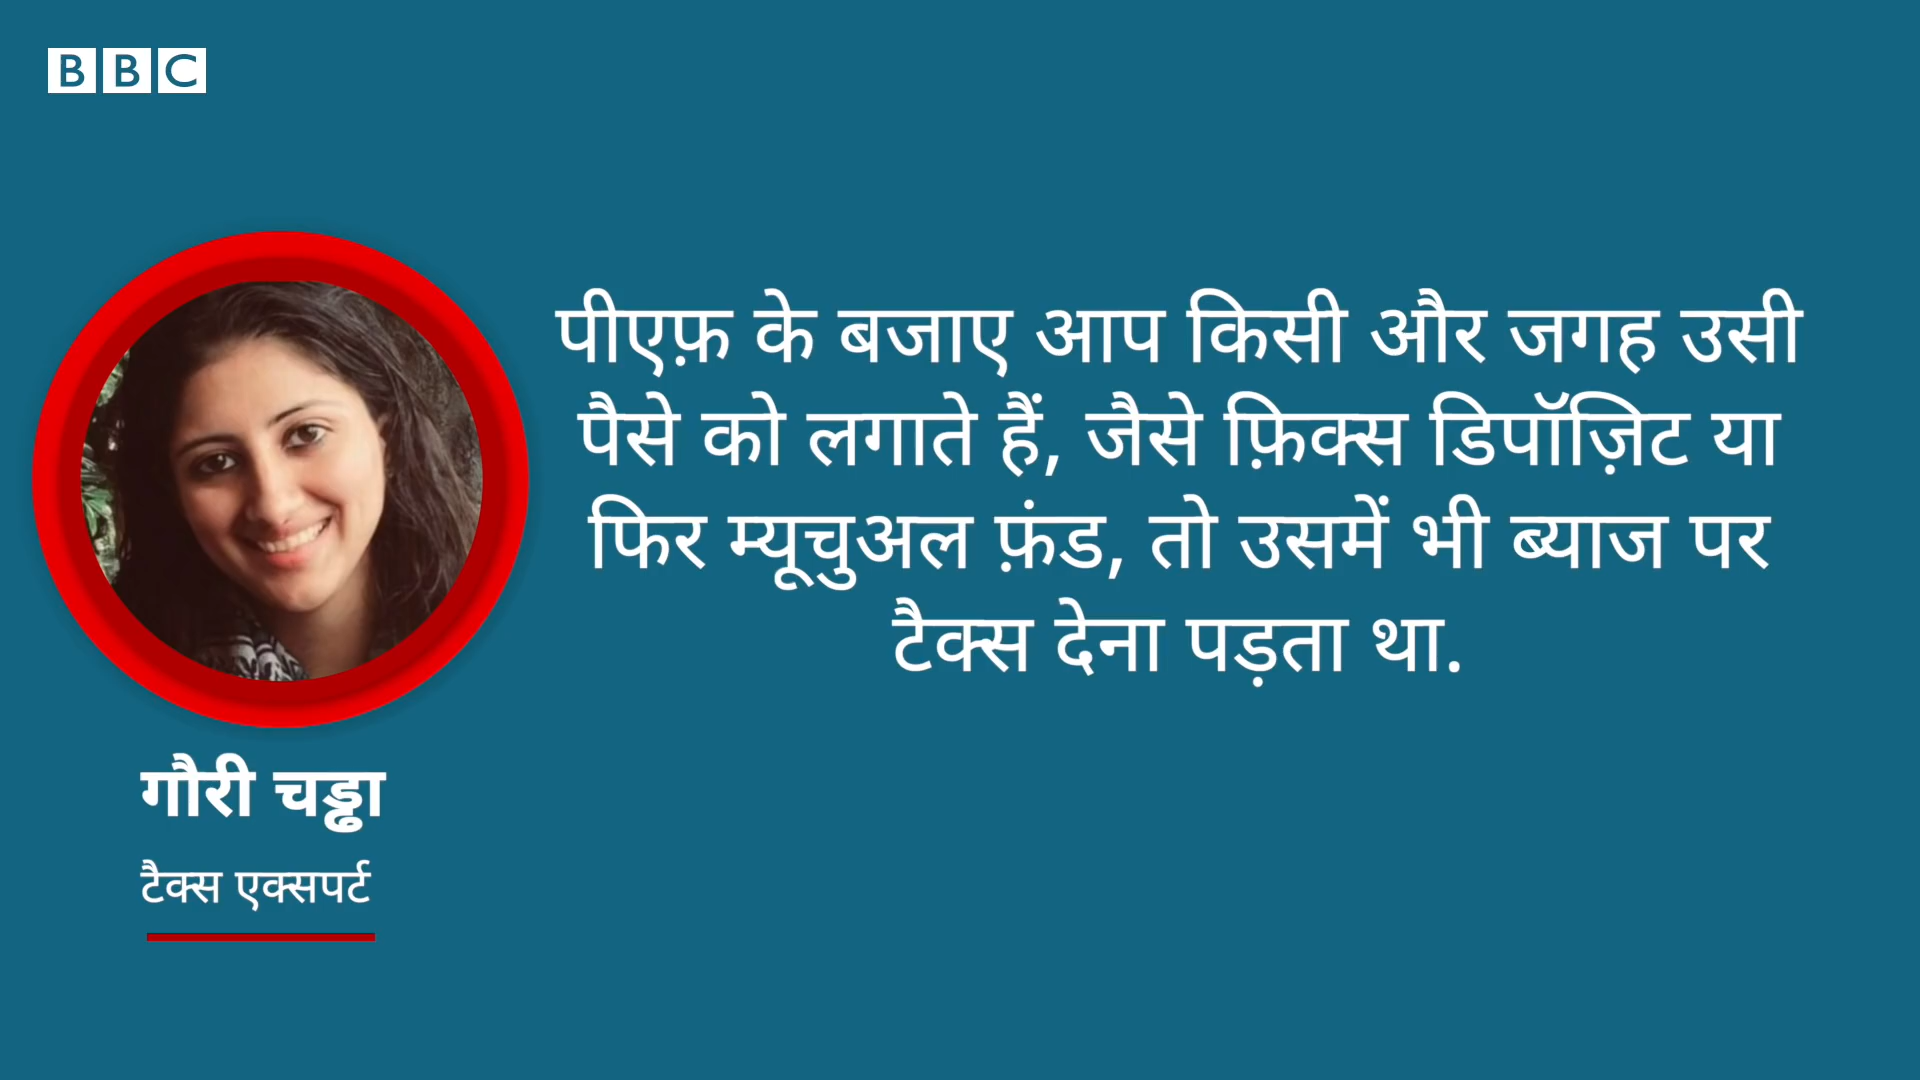 BBC
पीएफ़ के बजाए आप किसी और जगह उसी
पैसे को लगाते हैं, जैसे फ़िक्स डिपॉज़िट या
फिर म्यूचुअल फ़ंड, तो उसमें भी ब्याज पर
टैक्स देना पड़ता था.
गौरी चड्ढा
टैक्स एक्सपर्ट